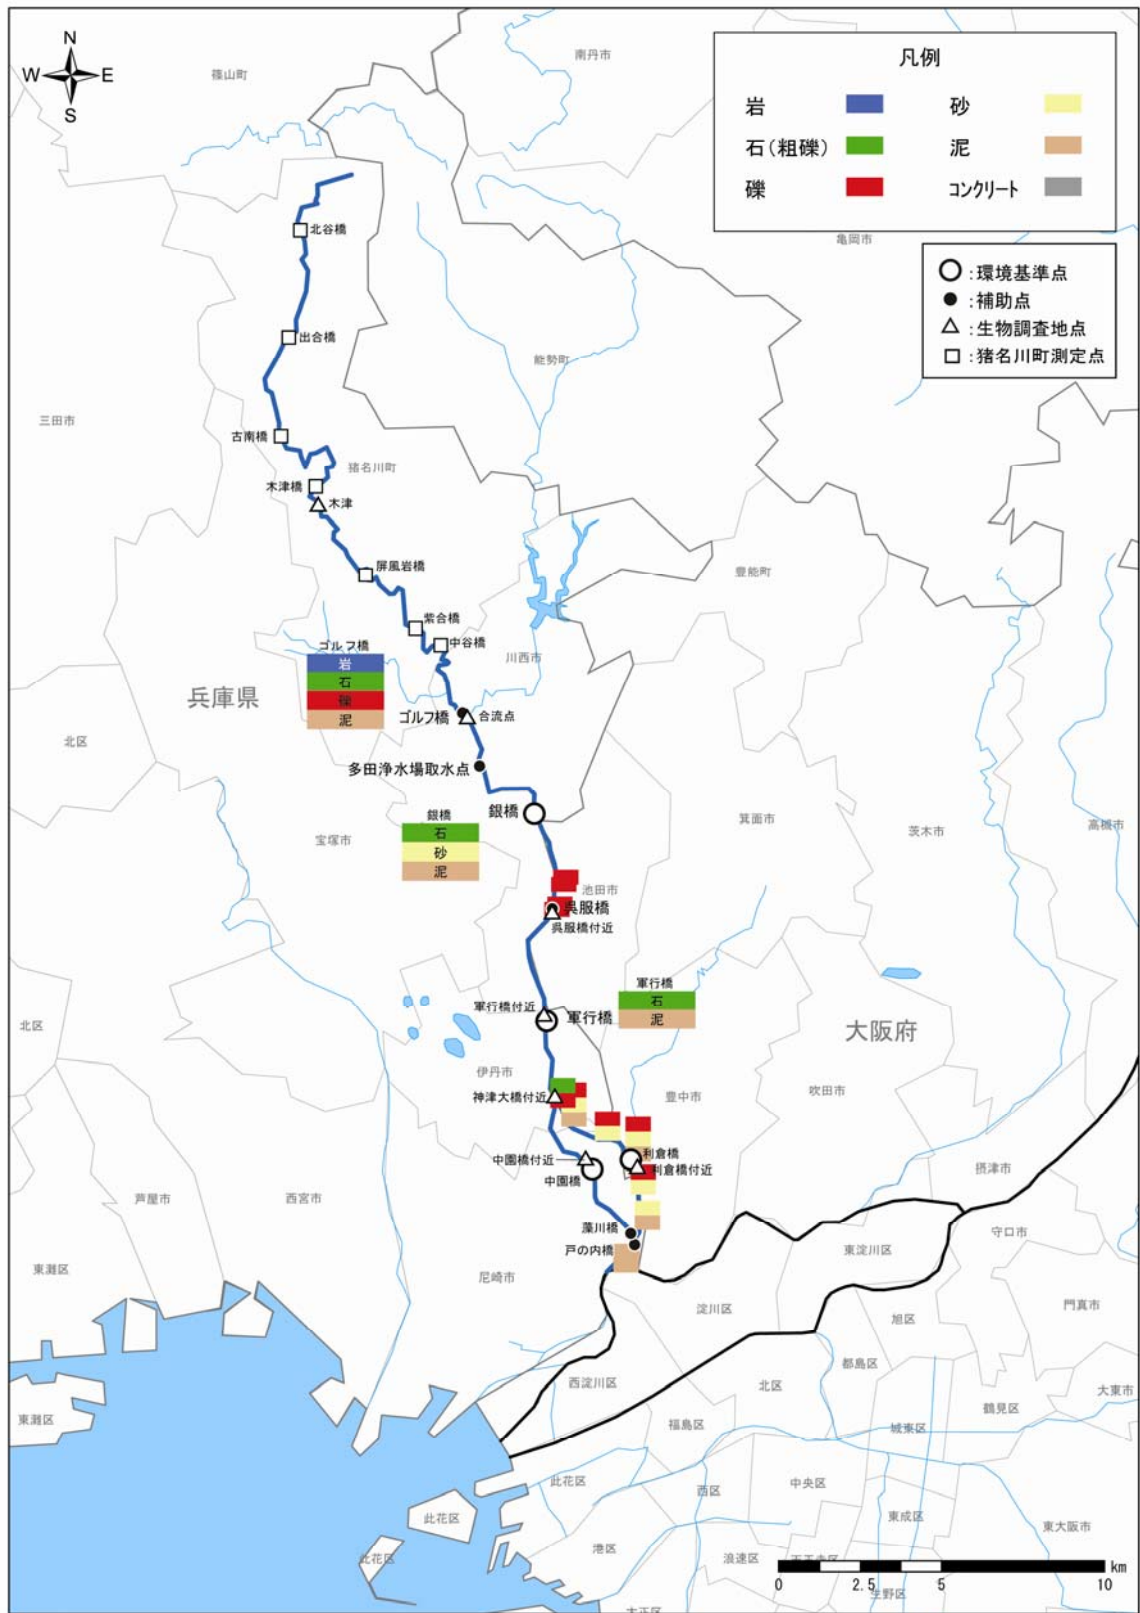 N
W
E
S
篠山町
南丹市
凡例
岩
砂
石(粗礫)
泥
礫
コンクリート
亀岡市
○:環境基準点
●:補助点
△:生物調査地点
□:猪名川町測定点
北谷橋
出合橋
能勢町
三田市
古南橋
猪名川町
木津橋
木津
屏風岩橋
豊能町
紫合橋
中谷橋
ゴルフ橋
岩
石
礫
泥
川西市
兵庫県
北区
ゴルフ橋
合流点
多田浄水場取水点
銀橋
銀橋
石
砂
泥
宝塚市
箕面市
茨木市
高槻市
池田市
呉服橋
呉服橋付近
軍行橋
石
泥
軍行橋付近
軍行橋
北区
大阪府
伊丹市
神津大橋付近
豊中市
吹田市
利倉橋
利倉橋付近
中園橋付近
中園橋
摂津市
芦屋市
西宮市
藻川橋
戸の内橋
守口市
東淀川区
東灘区
尼崎市
淀川区
旭区
門真市
都島区
西淀川区
北区
大東市
東灘区
福島区
城東区
鶴見区
此花区
西区
中央区
此花区
東成区
東大阪市
港区
浪速区
此花区
生野区
大正区
km
0
2.5
5
10